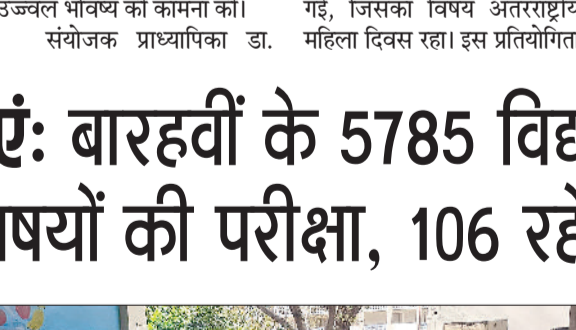 उज्ज्वल भविष्य की कामना की।
संयोजक प्राध्यापिका डा.
गई, जिसका विषय अंतरराष्ट्रीय
महिला दिवस रहा। इस प्रतियोगित
एं: बारहवीं के 5785 विद्य
षयों की परीक्षा, 106 रहे